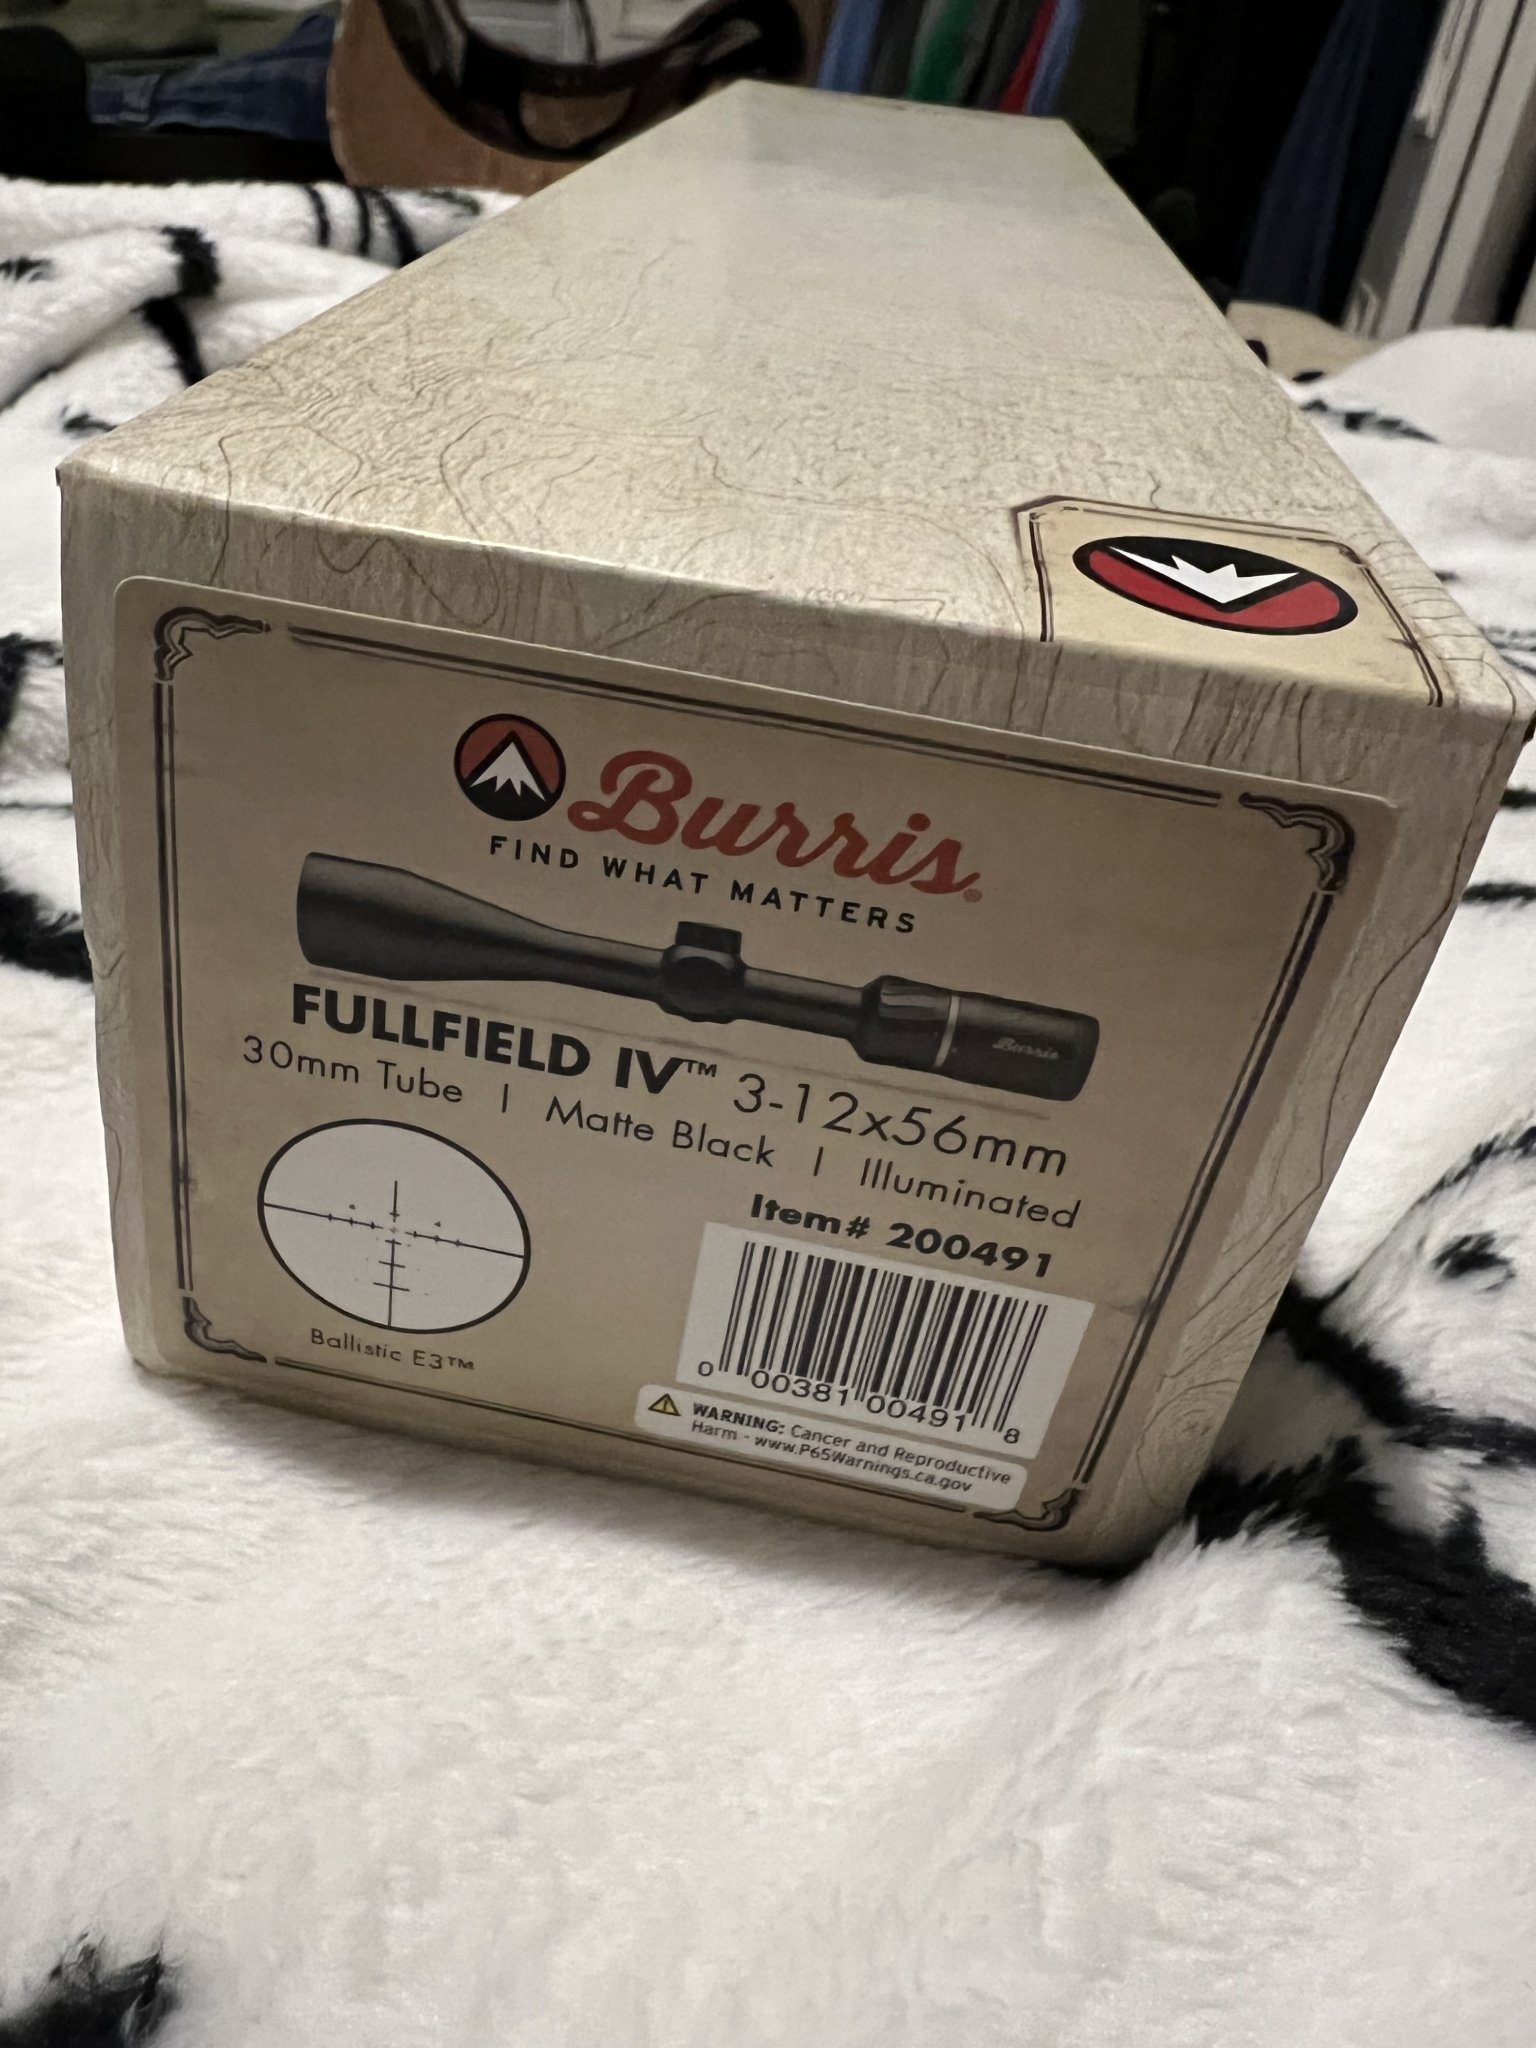 Burris
FIND WHAT MATTERS
Burris
FULLFIELD IV™ 3-12x56mm
30mm Tube | Matte Black | Illuminated
Item# 200491
Ballistic E3™
0 00381 00491 8
WARNING: Cancer and Reproductive
Harm - www.P65Warnings.ca.gov